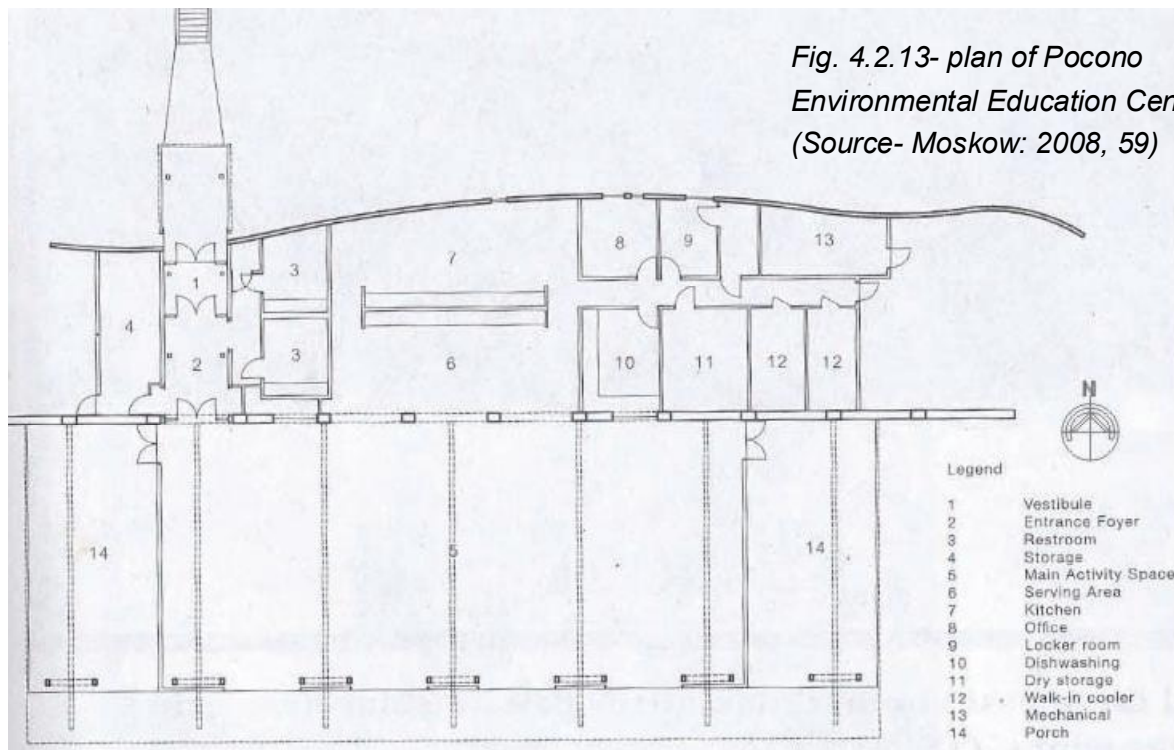 Fig. 4.2.13- plan of Pocono
Environmental Education Cen
(Source- Moskow: 2008, 59)
8
9
13
3
7
1
4
2
3
6
10
11
12
12
N
14
5
14
Legend
1 Vestibule
2 Entrance Foyer
3 Restroom
4 Storage
5 Main Activity Space
6 Serving Area
7 Kitchen
8 Office
9 Locker room
10 Dishwashing
11 Dry storage
12 Walk-in cooler
13 Mechanical
14 Porch